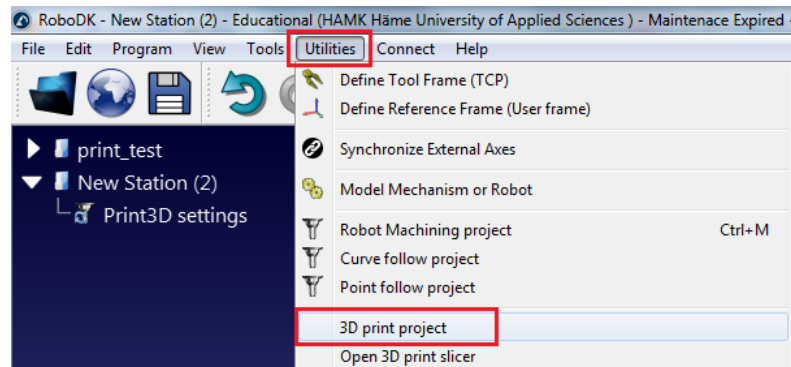 RoboDK - New Station (2) - Educational (HAMK Häme University of Applied Sciences ) - Maintenace Expired -
File Edit Program View Tools Utilities Connect Help
Define Tool Frame (TCP)
Define Reference Frame (User frame)
print_test
Synchronize External Axes
New Station (2)
Model Mechanism or Robot
Print3D settings
Robot Machining project Ctrl+M
Curve follow project
Point follow project
3D print project
Open 3D print slicer